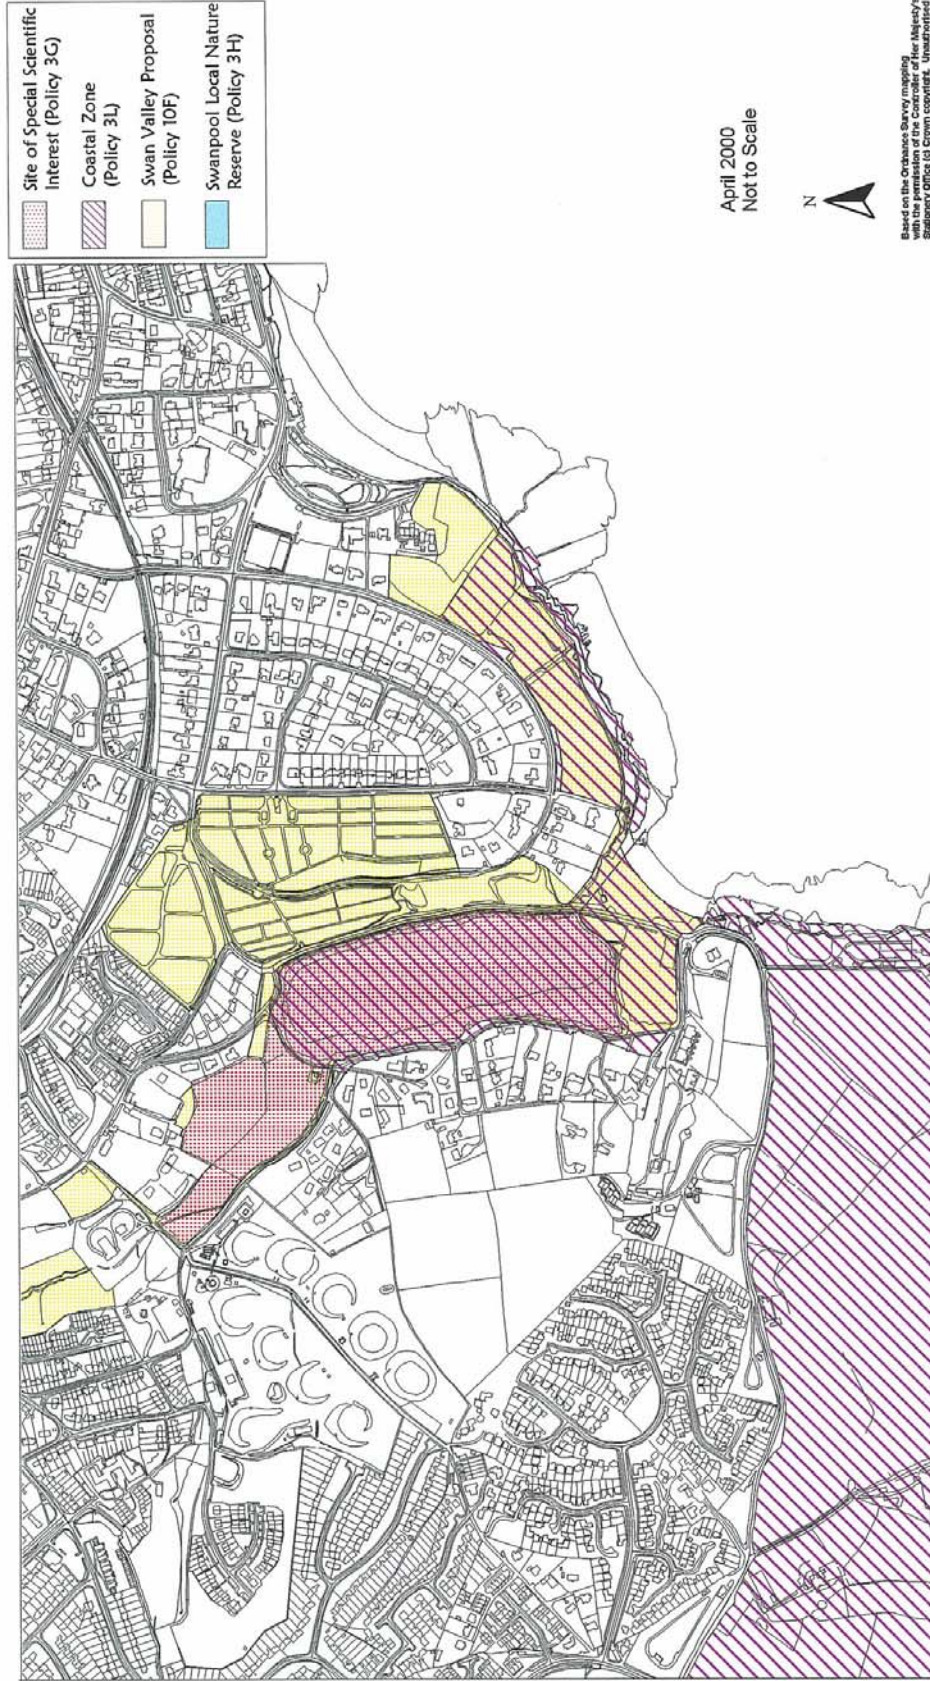 Site of Special Scientific
Interest (Policy 3G)
Coastal Zone
(Policy 3L)
Swan Valley Proposal
(Policy 10F)
Swanpool Local Nature
Reserve (Policy 3H)
April 2000
Not to Scale
N
Based on the Ordnance Survey mapping
with the permission of the Controller of Her Majesty's
Stationery Office (c) Crown copyright. Unauthorised